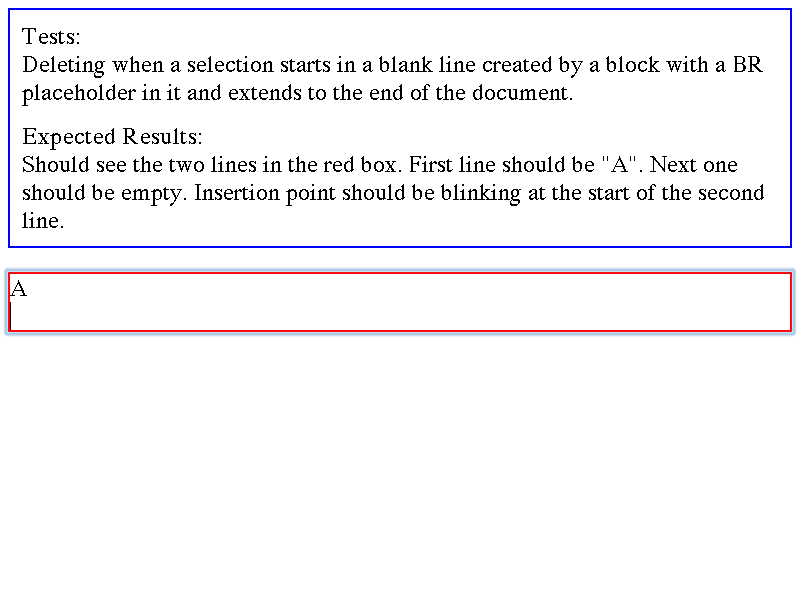 Tests:
Deleting when a selection starts in a blank line created by a block with a BR
placeholder in it and extends to the end of the document.
Expected Results:
Should see the two lines in the red box. First line should be "A". Next one
should be empty. Insertion point should be blinking at the start of the second
line.
A